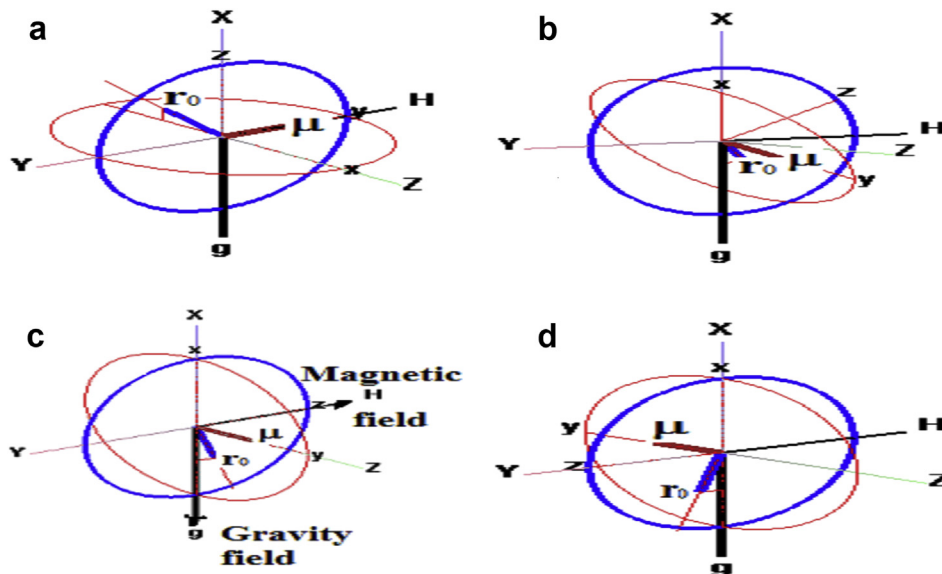 a
X
Z
r₀
y
H
μ
Y
x
Z
g
b
X
x
Z
H
Y
Z
r₀
μ
y
g
c
X
x
Magnetic
z
H
field
μ
Y
y
r₀
Z
g
Gravity
field
d
X
x
y
μ
H
Y
Z
r₀
Z
g